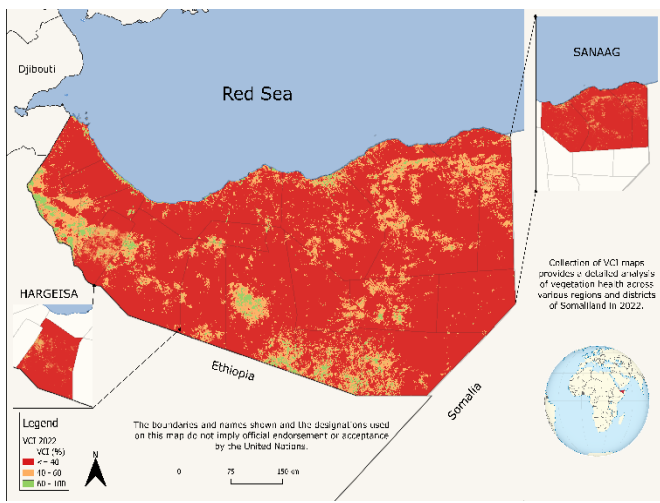 Djibouti
Red Sea
SANAAG
Collection of VCI maps
provides a detailed analysis
of vegetation health across
various regions and districts
of Somaliland in 2022.
HARGEISA
Ethiopia
Somalia
Legend
VCI 2022
VCI (%)
<= 40
40 - 60
60 - 100
N
The boundaries and names shown and the designations used
on this map do not imply official endorsement or acceptance
by the United Nations.
0 75 150 km